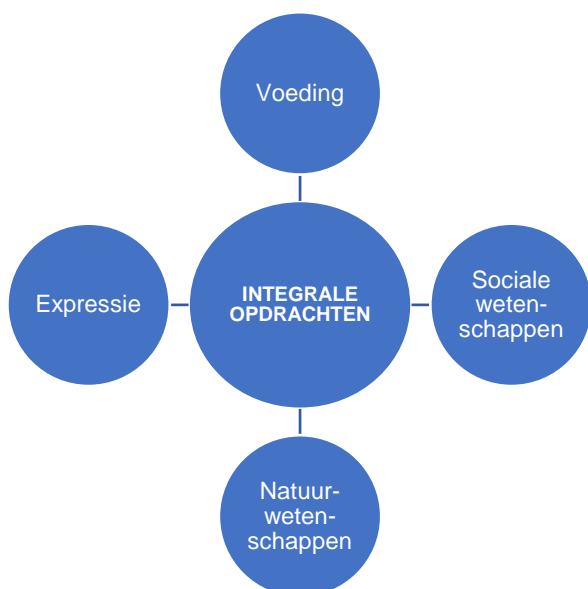 Voeding
Expressie
INTEGRALE
OPDRACHTEN
Sociale
weten-
schappen
Natuur-
weten-
schappen